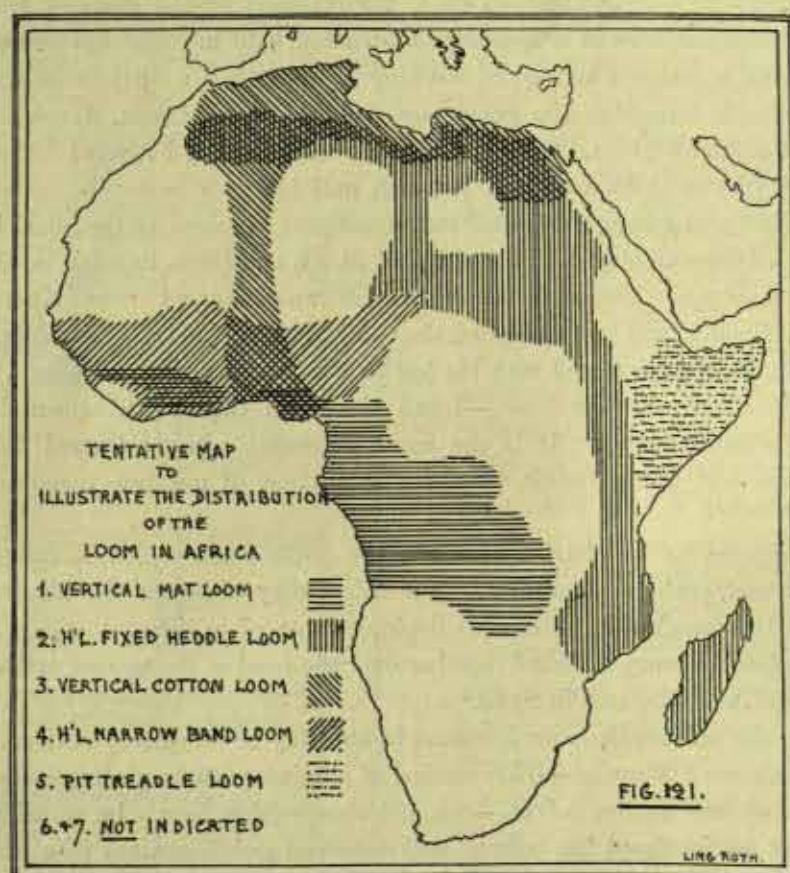 TENTATIVE MAP
TO
ILLUSTRATE THE DISTRIBUTION
OF THE
LOOM IN AFRICA
1. VERTICAL MAT LOOM
2. H'L. FIXED HEDDLE LOOM
3. VERTICAL COTTON LOOM
4. H'L NARROW BAND LOOM
5. PIT TREADLE LOOM
6.+7. NOT INDICATED
FIG. 121.
LING ROTH.